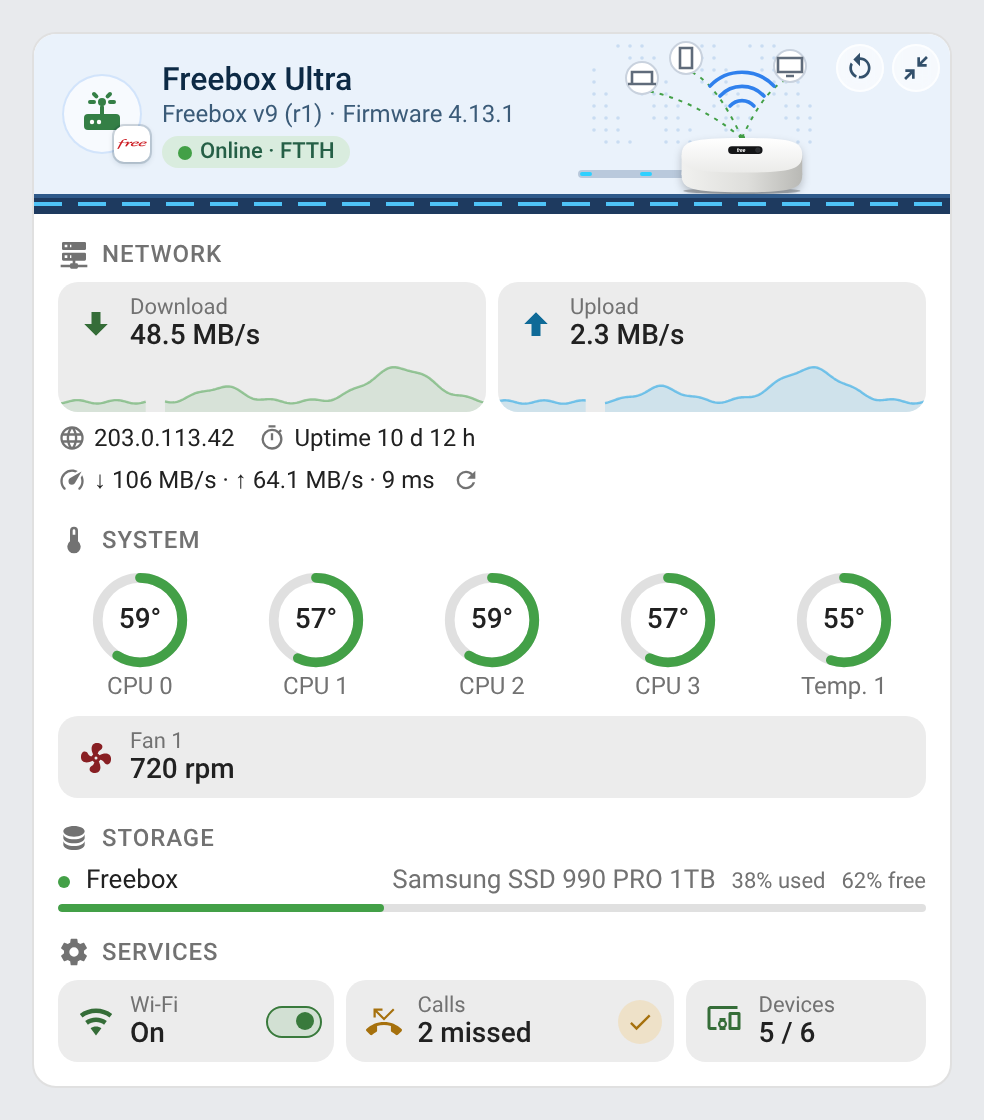 Freebox Ultra
Freebox v9 (r1) · Firmware 4.13.1
free
Online · FTTH
free
NETWORK
Download
48.5 MB/s
Upload
2.3 MB/s
203.0.113.42
Uptime 10 d 12 h
↓ 106 MB/s · ↑ 64.1 MB/s · 9 ms
SYSTEM
59°
57°
59°
57°
55°
CPU 0
CPU 1
CPU 2
CPU 3
Temp. 1
Fan 1
720 rpm
STORAGE
Freebox
Samsung SSD 990 PRO 1TB
38% used
62% free
SERVICES
Wi-Fi
On
Calls
2 missed
Devices
5 / 6